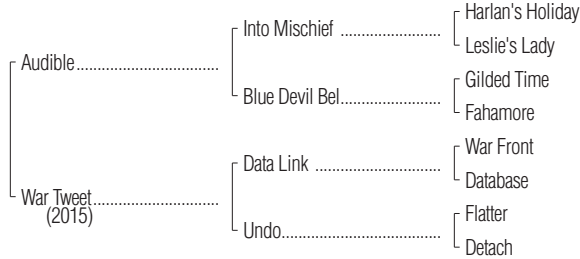 Harlan's Holiday
Into Mischief ........................
Leslie's Lady
Audible..................................
Gilded Time
Blue Devil Bel........................
Fahamore
War Front
Data Link ..............................
Database
War Tweet..............................
(2015)
Flatter
Undo......................................
Detach